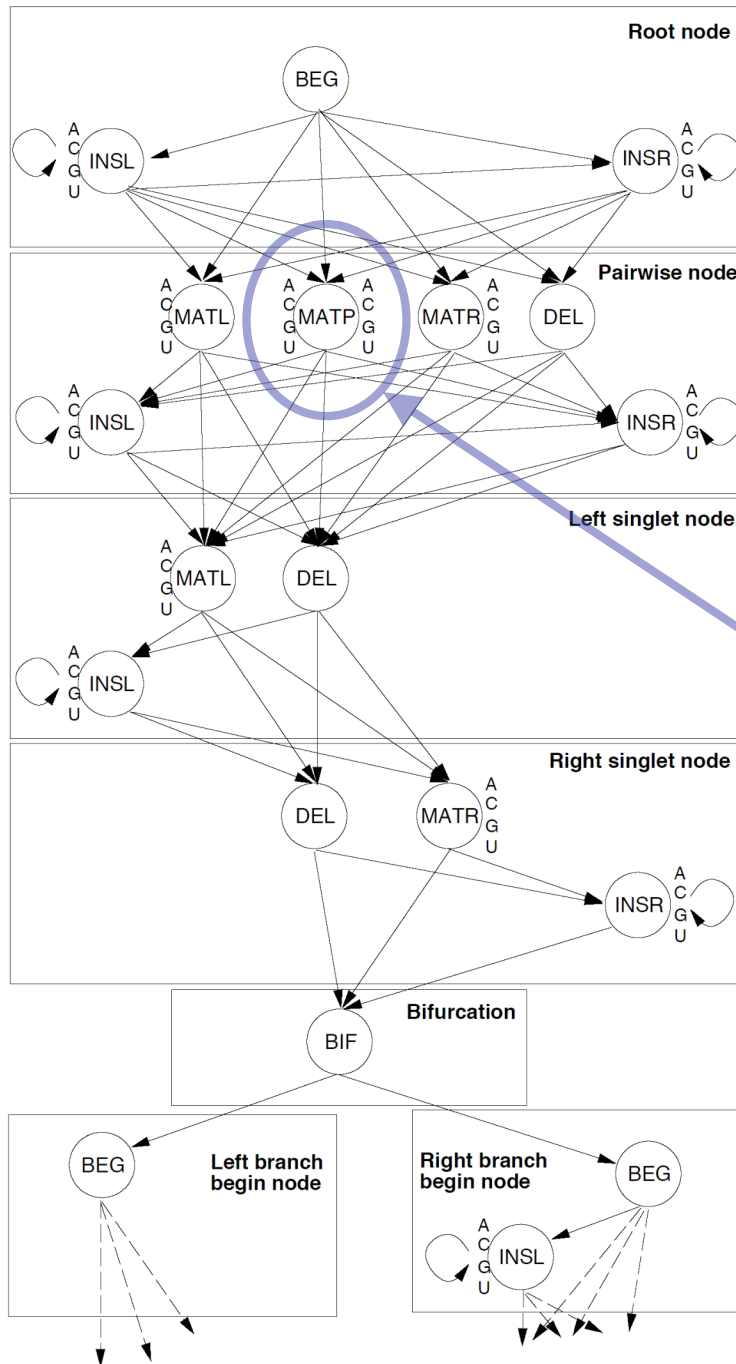 Root node
BEG
A
C
G
U
INSL
INSR
A
C
G
U
Pairwise node
A
C
G
U
MATL
A
C
G
U
MATP
A
C
G
U
MATR
A
C
G
U
DEL
A
C
G
U
INSL
INSR
A
C
G
U
Left singlet node
A
C
G
U
MATL
DEL
A
C
G
U
INSL
Right singlet node
DEL
MATR
A
C
G
U
INSR
A
C
G
U
Bifurcation
BIF
BEG
Left branch
begin node
Right branch
begin node
BEG
A
C
G
U
INSL